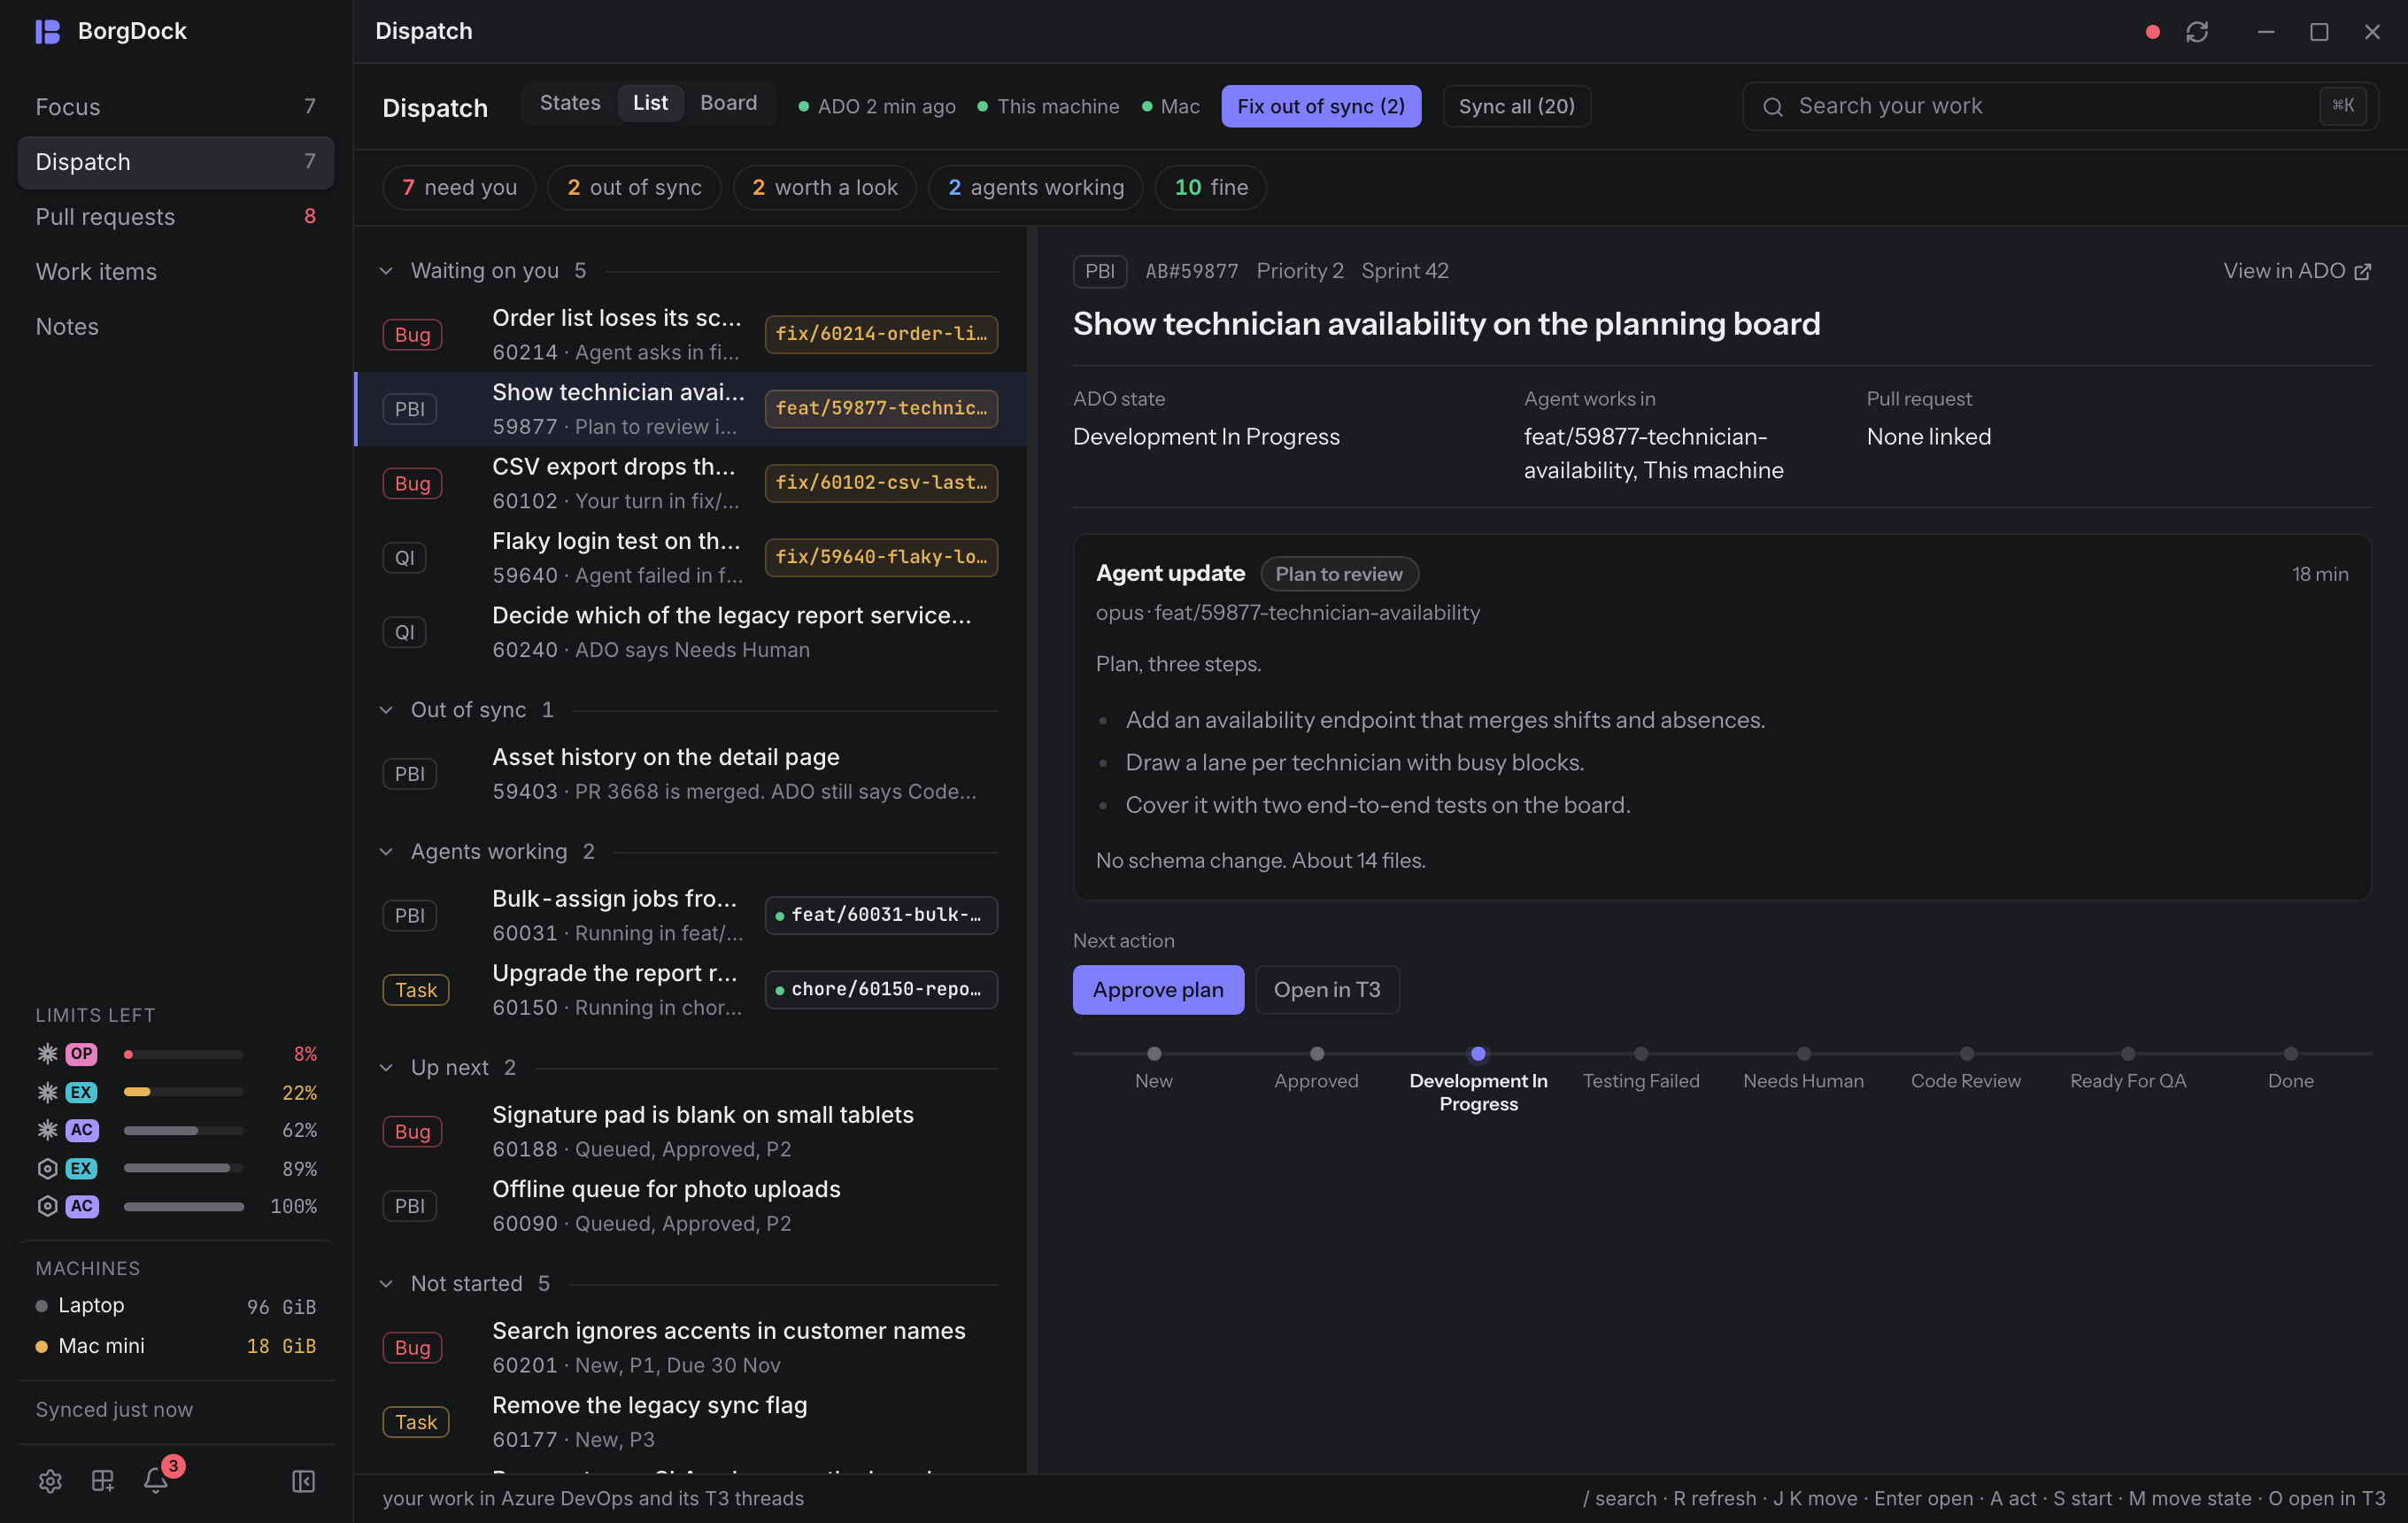 BorgDock
Focus 7
Dispatch 7
Pull requests 8
Work items
Notes
LIMITS LEFT
OP 8%
EX 22%
AC 62%
EX 89%
AC 100%
MACHINES
Laptop 96 GiB
Mac mini 18 GiB
Synced just now
3
Dispatch
Dispatch States List Board ADO 2 min ago This machine Mac Fix out of sync (2) Sync all (20) Search your work ⌘K
7 need you 2 out of sync 2 worth a look 2 agents working 10 fine
Waiting on you 5
Bug Order list loses its sc... fix/60214-order-li…
60214 · Agent asks in fi...
PBI Show technician avai... feat/59877-technic…
59877 · Plan to review i...
Bug CSV export drops th... fix/60102-csv-last…
60102 · Your turn in fix/...
QI Flaky login test on th... fix/59640-flaky-lo…
59640 · Agent failed in f...
QI Decide which of the legacy report service...
60240 · ADO says Needs Human
Out of sync 1
PBI Asset history on the detail page
59403 · PR 3668 is merged. ADO still says Code...
Agents working 2
PBI Bulk-assign jobs fro... feat/60031-bulk-…
60031 · Running in feat/...
Task Upgrade the report r... chore/60150-repo…
60150 · Running in chor...
Up next 2
Bug Signature pad is blank on small tablets
60188 · Queued, Approved, P2
PBI Offline queue for photo uploads
60090 · Queued, Approved, P2
Not started 5
Bug Search ignores accents in customer names
60201 · New, P1, Due 30 Nov
Task Remove the legacy sync flag
60177 · New, P3
PBI AB#59877 Priority 2 Sprint 42 View in ADO
Show technician availability on the planning board
ADO state Agent works in Pull request
Development In Progress feat/59877-technician- None linked
availability, This machine
Agent update Plan to review 18 min
opus · feat/59877-technician-availability
Plan, three steps.
• Add an availability endpoint that merges shifts and absences.
• Draw a lane per technician with busy blocks.
• Cover it with two end-to-end tests on the board.
No schema change. About 14 files.
Next action
Approve plan Open in T3
New Approved Development In Testing Failed Needs Human Code Review Ready For QA Done
Progress
your work in Azure DevOps and its T3 threads / search · R refresh · J K move · Enter open · A act · S start · M move state · O open in T3